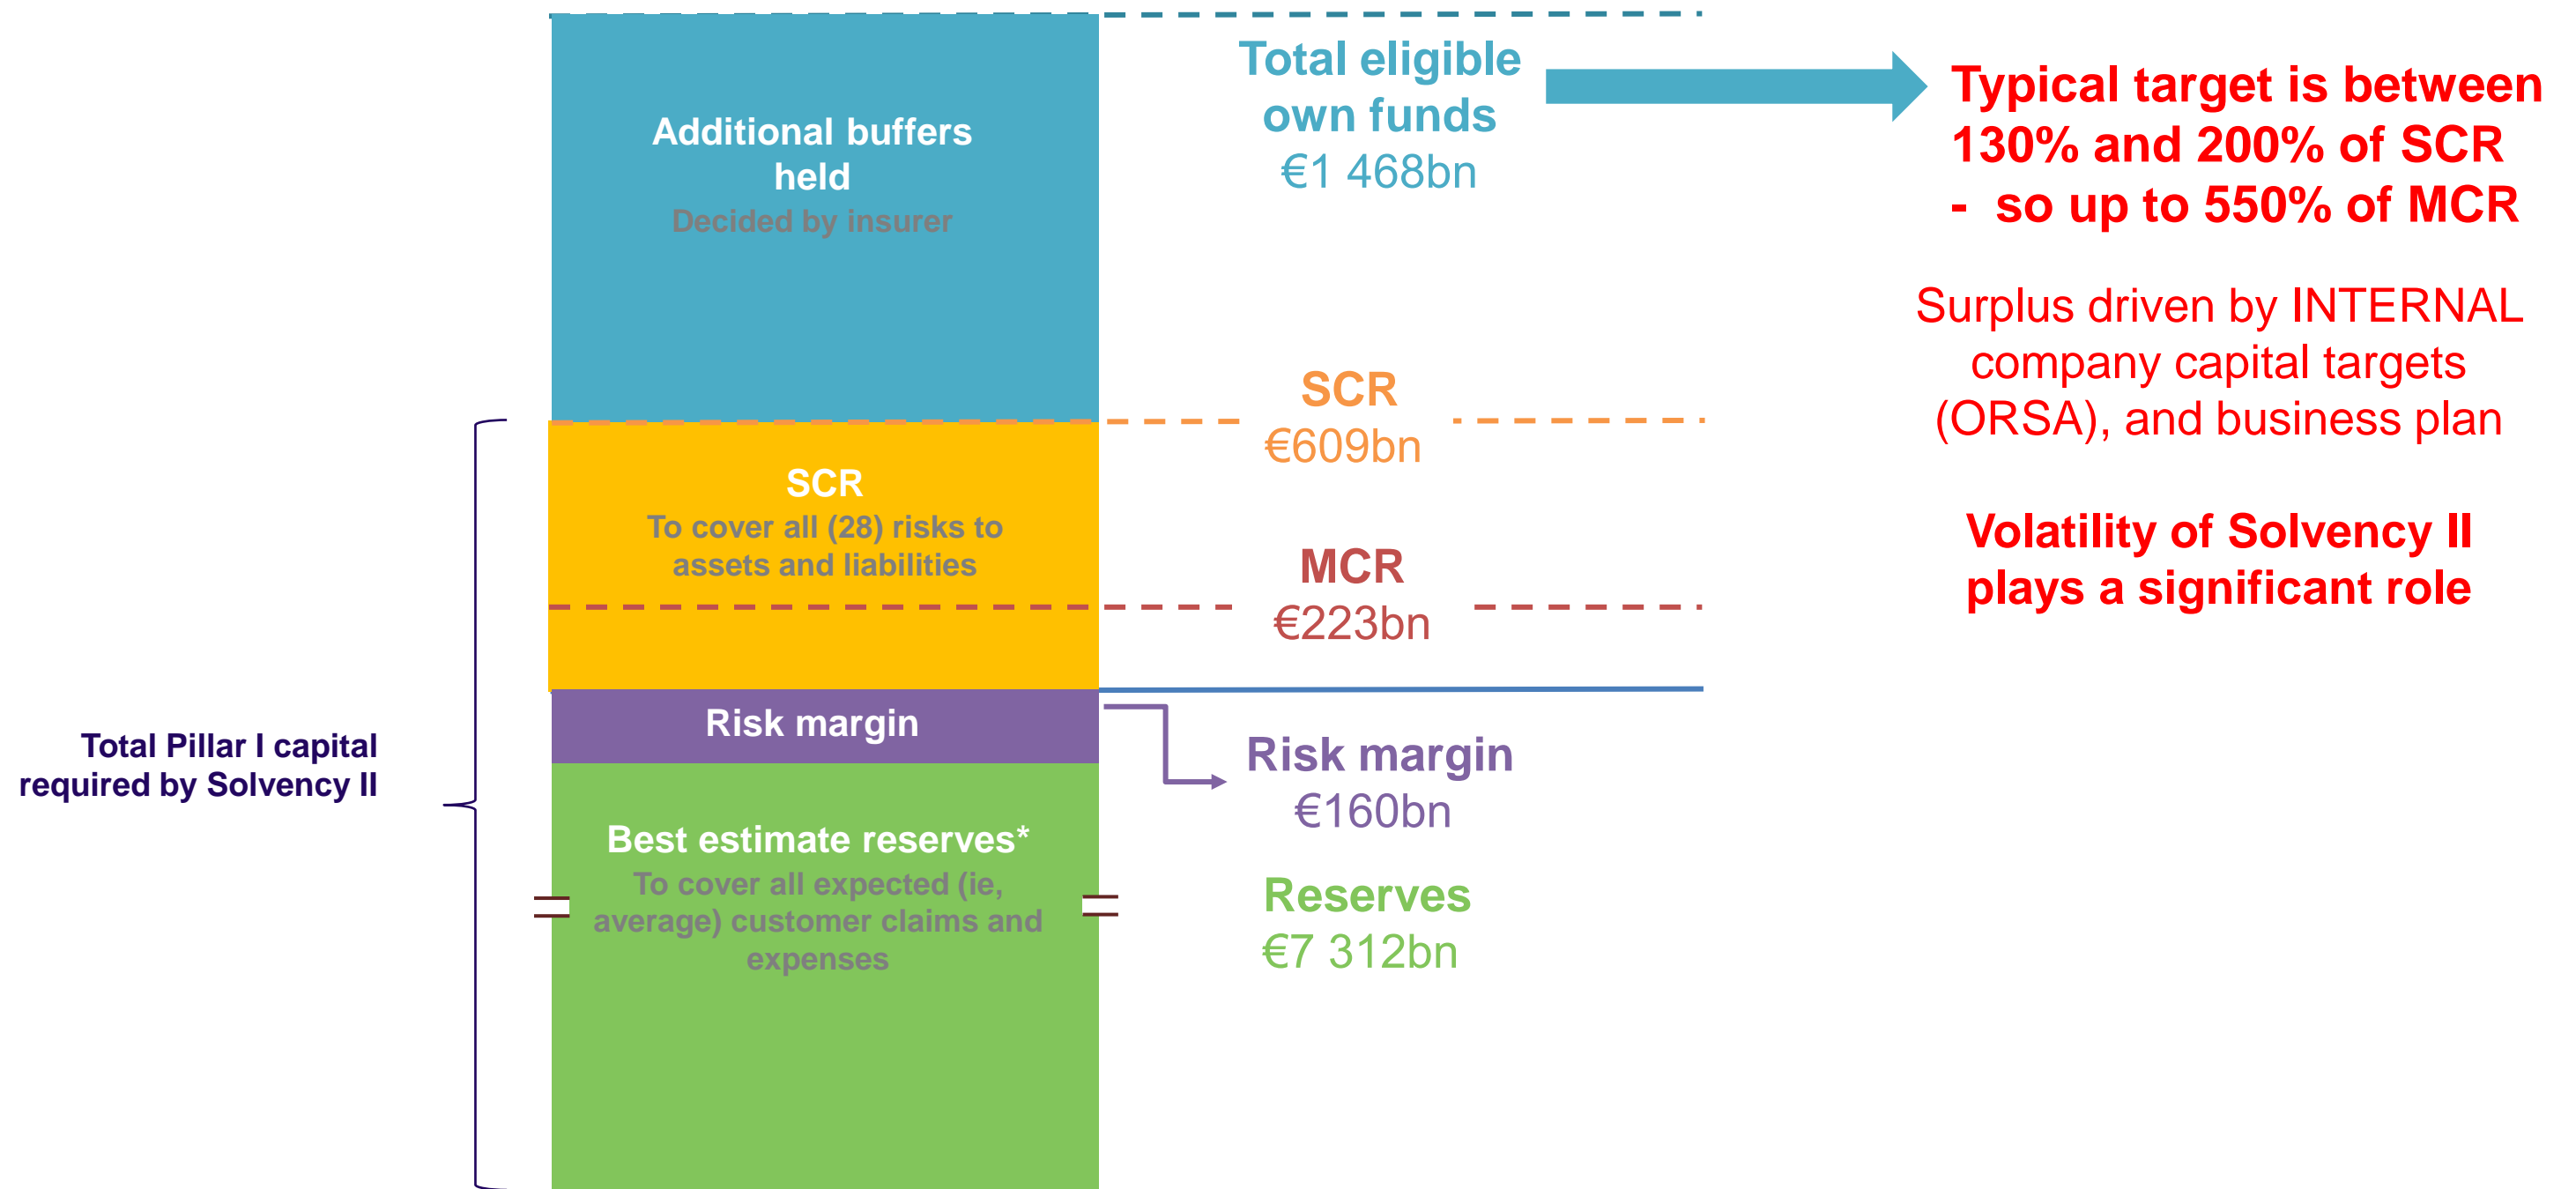 Additional buffers
held
Decided by insurer
SCR
To cover all (28) risks to
assets and liabilities
Risk margin
Best estimate reserves*
To cover all expected (ie,
average) customer claims and
expenses
Total Pillar I capital
required by Solvency II
Total eligible
own funds
€1 468bn
SCR
€609bn
MCR
€223bn
Risk margin
€160bn
Reserves
€7 312bn
Typical target is between
130% and 200% of SCR
- so up to 550% of MCR
Surplus driven by INTERNAL
company capital targets
(ORSA), and business plan
Volatility of Solvency II
plays a significant role